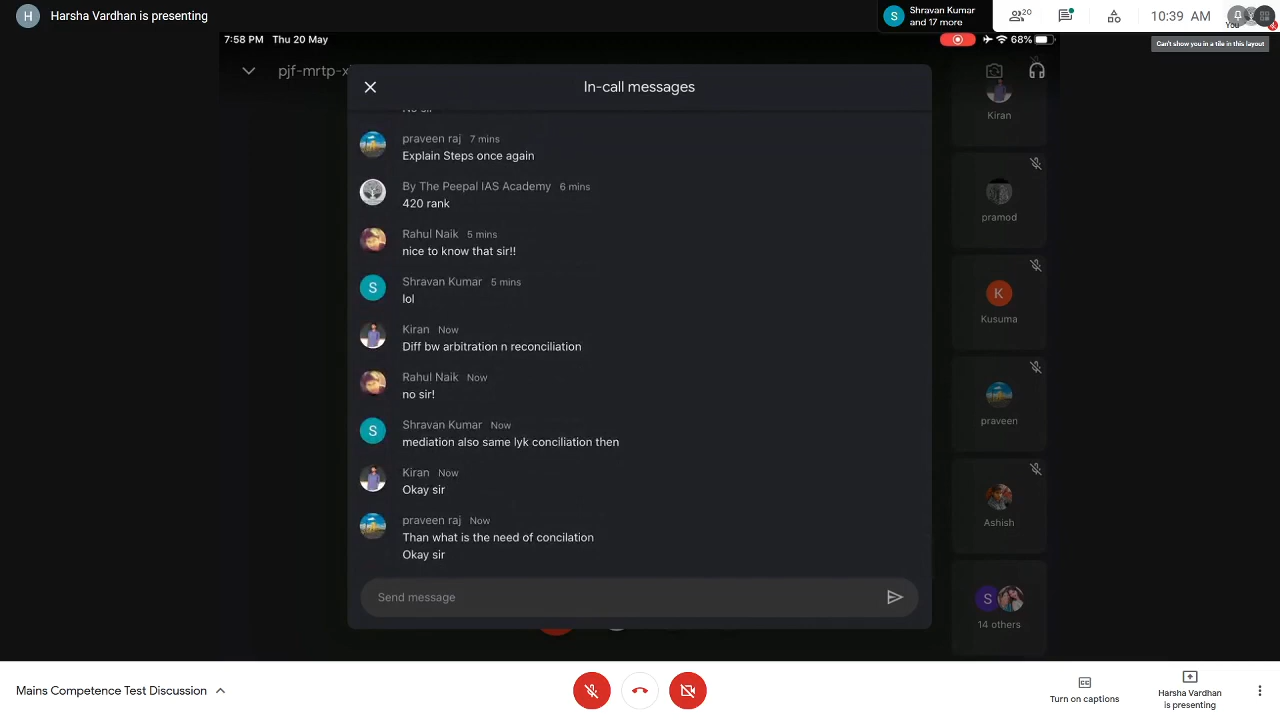 H Harsha Vardhan is presenting
S Shravan Kumar
and 17 more
20
10:39 AM
You
Can't show you in a tile in this layout
7:58 PM Thu 20 May
68%
pjf-mrtp-x
In-call messages
No sir
praveen raj 7 mins
Explain Steps once again
By The Peepal IAS Academy 6 mins
420 rank
Rahul Naik 5 mins
nice to know that sir!!
S Shravan Kumar 5 mins
lol
Kiran Now
Diff bw arbitration n reconciliation
Rahul Naik Now
no sir!
S Shravan Kumar Now
mediation also same lyk conciliation then
Kiran Now
Okay sir
praveen raj Now
Than what is the need of concilation
Okay sir
Send message
Kiran
pramod
K
Kusuma
praveen
Ashish
S
14 others
Mains Competence Test Discussion
Turn on captions
Harsha Vardhan
is presenting